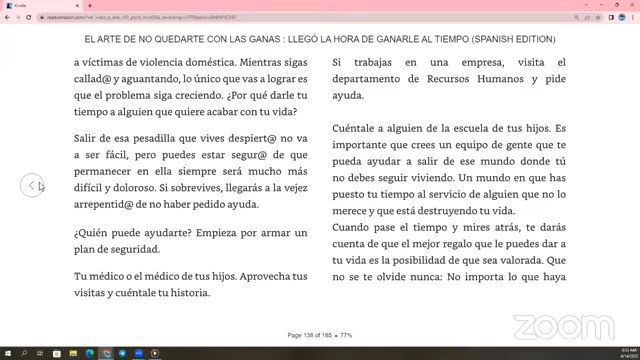 Kindle
read.amazon.com/?ref_=dbs_p_ebk_r00_pbcb_rnvc00&_encoding=UTF8&asin=B08NP1Z4B7
EL ARTE DE NO QUEDARTE CON LAS GANAS : LLEGÓ LA HORA DE GANARLE AL TIEMPO (SPANISH EDITION)
a víctimas de violencia doméstica. Mientras sigas
callad@ y aguantando, lo único que vas a lograr es
que el problema siga creciendo. ¿Por qué darle tu
tiempo a alguien que quiere acabar con tu vida?
Salir de esa pesadilla que vives despiert@ no va
a ser fácil, pero puedes estar segur@ de que
permanecer en ella siempre será mucho más
difícil y doloroso. Si sobrevives, llegarás a la vejez
arrepentid@ de no haber pedido ayuda.
¿Quién puede ayudarte? Empieza por armar un
plan de seguridad.
Tu médico o el médico de tus hijos. Aprovecha tus
visitas y cuéntale tu historia.
Si trabajas en una empresa, visita el
departamento de Recursos Humanos y pide
ayuda.
Cuéntale a alguien de la escuela de tus hijos. Es
importante que crees un equipo de gente que te
pueda ayudar a salir de ese mundo donde tú
no debes seguir viviendo. Un mundo en que has
puesto tu tiempo al servicio de alguien que no lo
merece y que está destruyendo tu vida.
Cuando pase el tiempo y mires atrás, te darás
cuenta de que el mejor regalo que le puedes dar a
tu vida es la posibilidad de que sea valorada. Que
no se te olvide nunca: No importa lo que haya
Page 138 of 185 • 77%
zoom